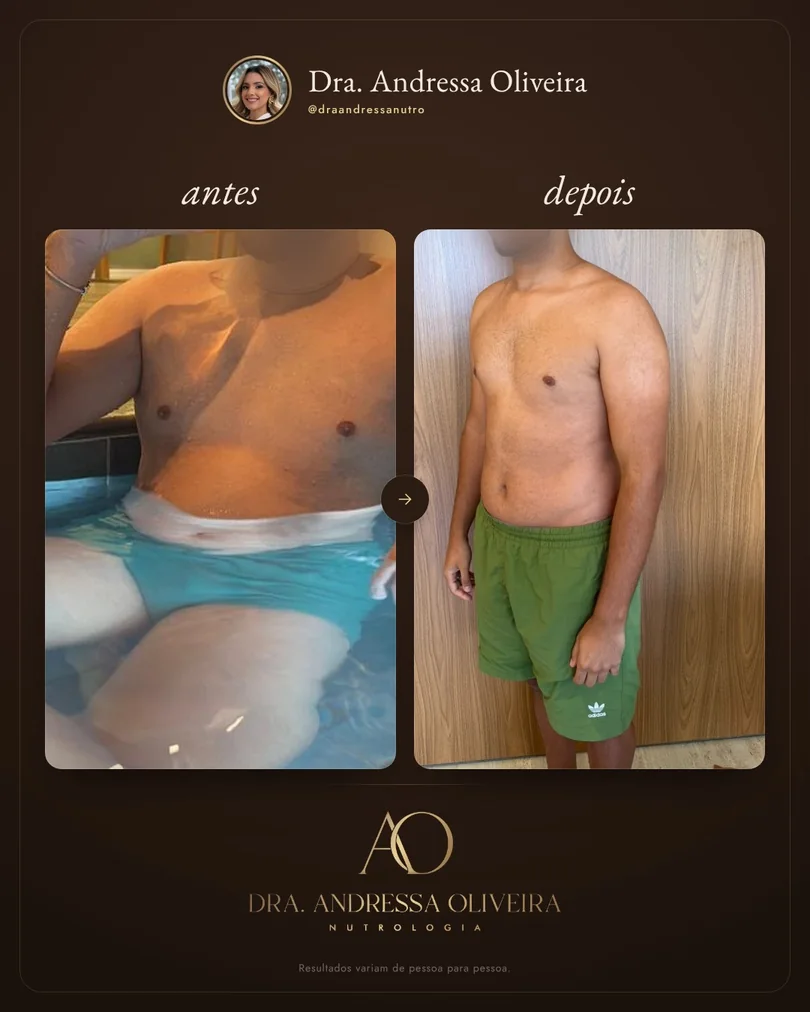 Dra. Andressa Oliveira
@draandressanutro
antes
depois
adidas
AO
DRA. ANDRESSA OLIVEIRA
NUTROLOGIA
Resultados variam de pessoa para pessoa.